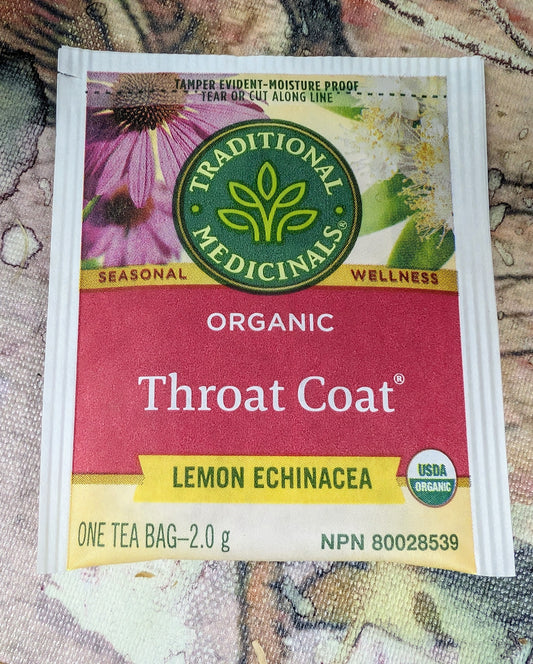 TAMPER EVIDENT-MOISTURE PROOF
TEAR OR CUT ALONG LINE
TRADITIONAL
MEDICINALS®
SEASONAL WELLNESS
ORGANIC
Throat Coat®
LEMON ECHINACEA
USDA
ORGANIC
ONE TEA BAG–2.0 g
NPN 80028539